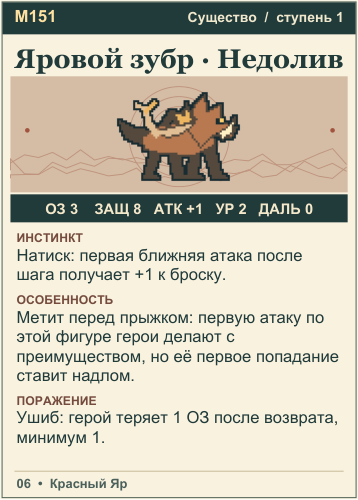 M151
Существо / ступень 1
Яровой зубр · Недолив
ОЗ 3 ЗАЩ 8 АТК +1 УР 2 ДАЛЬ 0
ИНСТИНКТ
Натиск: первая ближняя атака после
шага получает +1 к броску.
ОСОБЕННОСТЬ
Метит перед прыжком: первую атаку по
этой фигуре герои делают с
преимуществом, но её первое попадание
ставит надлом.
ПОРАЖЕНИЕ
Ушиб: герой теряет 1 ОЗ после возврата,
минимум 1.
06 • Красный Яр